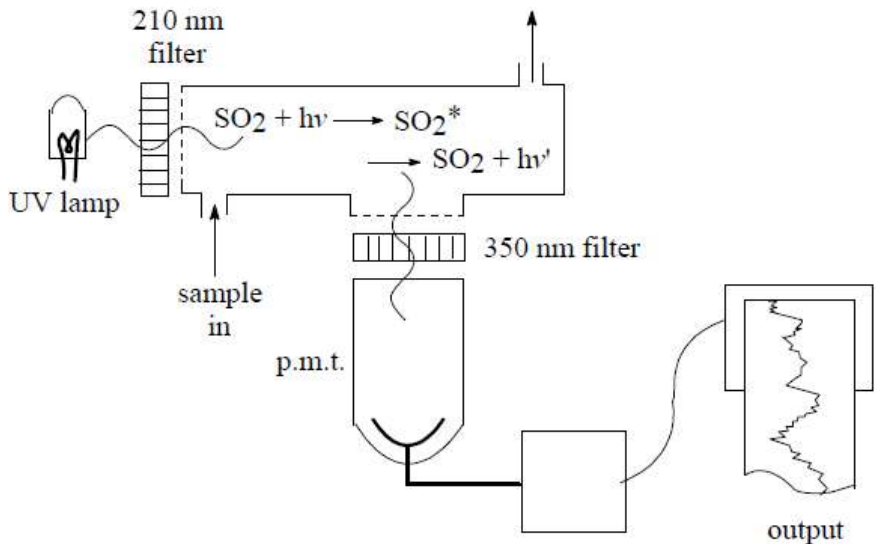 210 nm
filter
SO2 + hν → SO2*
→ SO2 + hν'
UV lamp
350 nm filter
sample
in
p.m.t.
output